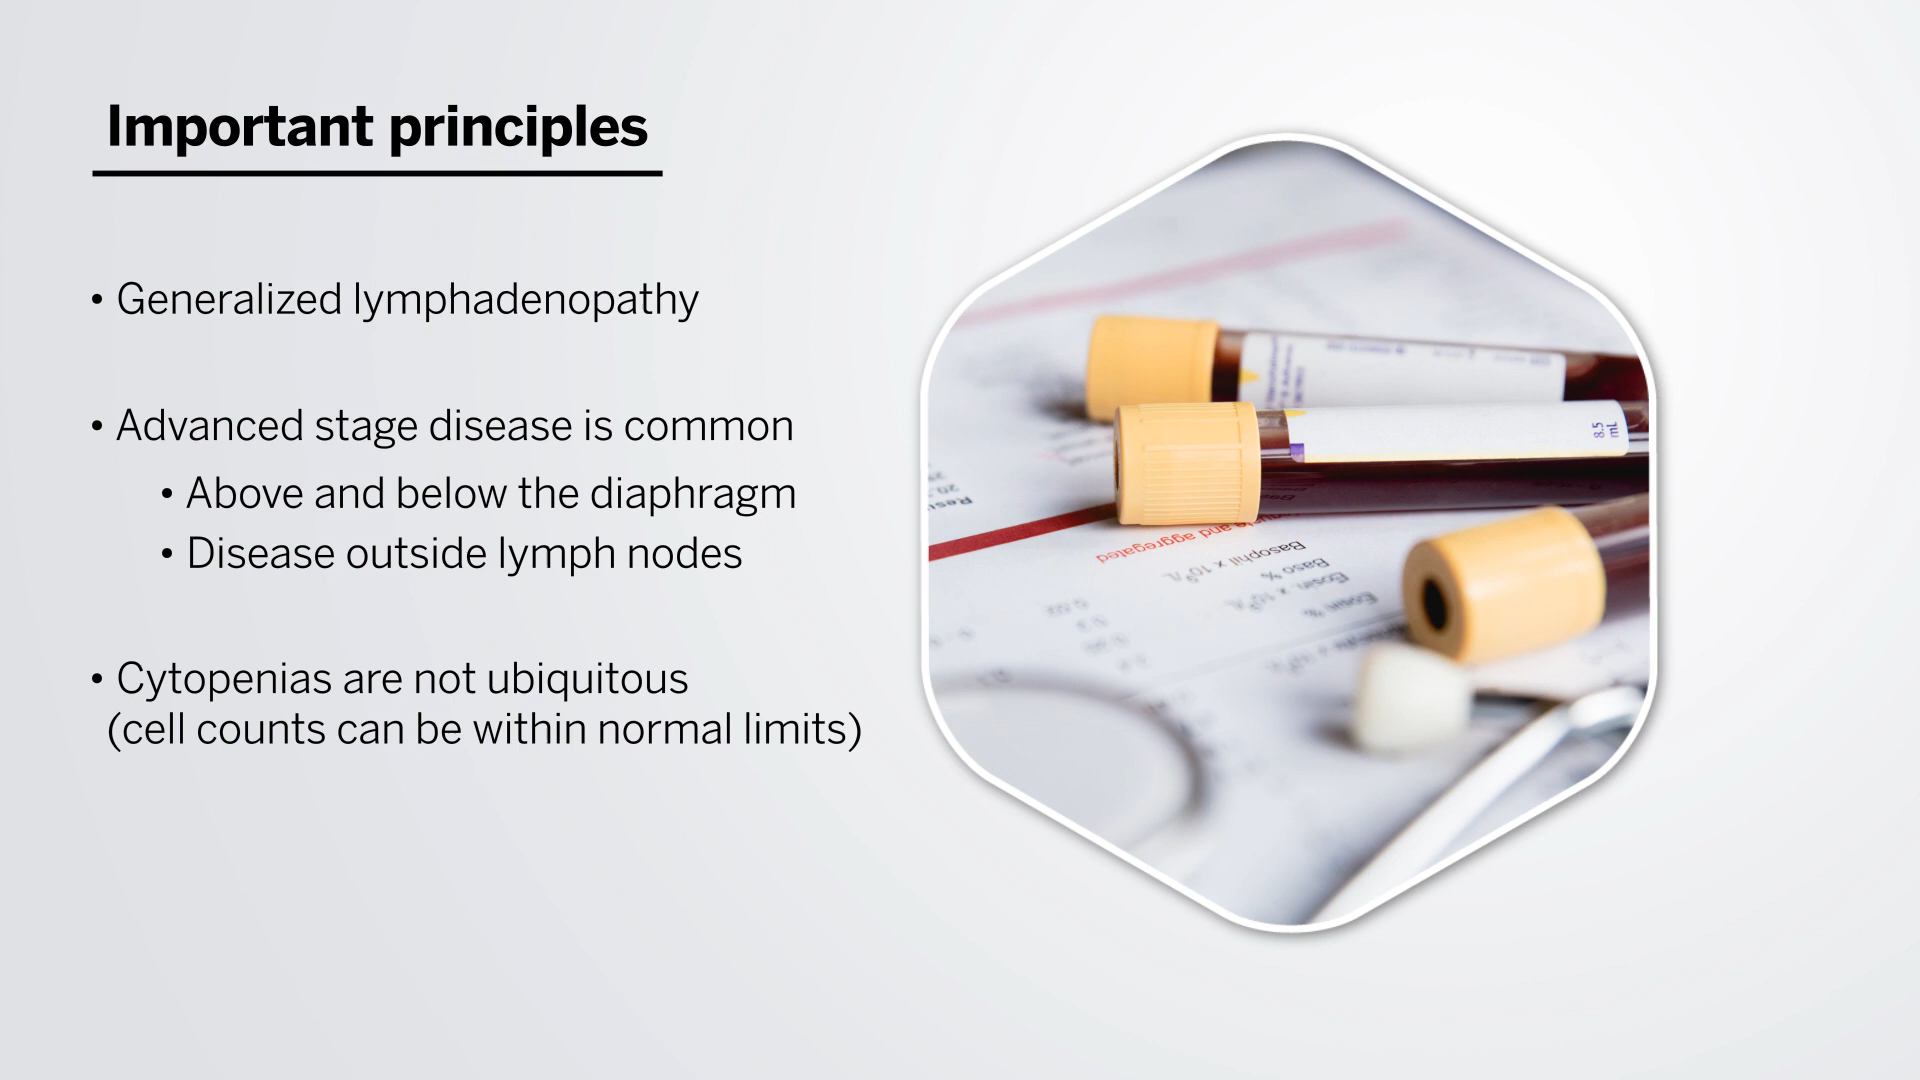 Important principles
• Generalized lymphadenopathy
• Advanced stage disease is common
• Above and below the diaphragm
• Disease outside lymph nodes
• Cytopenias are not ubiquitous
(cell counts can be within normal limits)
8.5
mL
and aggregated
Basophil x 10⁹/L
Baso %
Eosin. x 10⁹/L
Eosin %